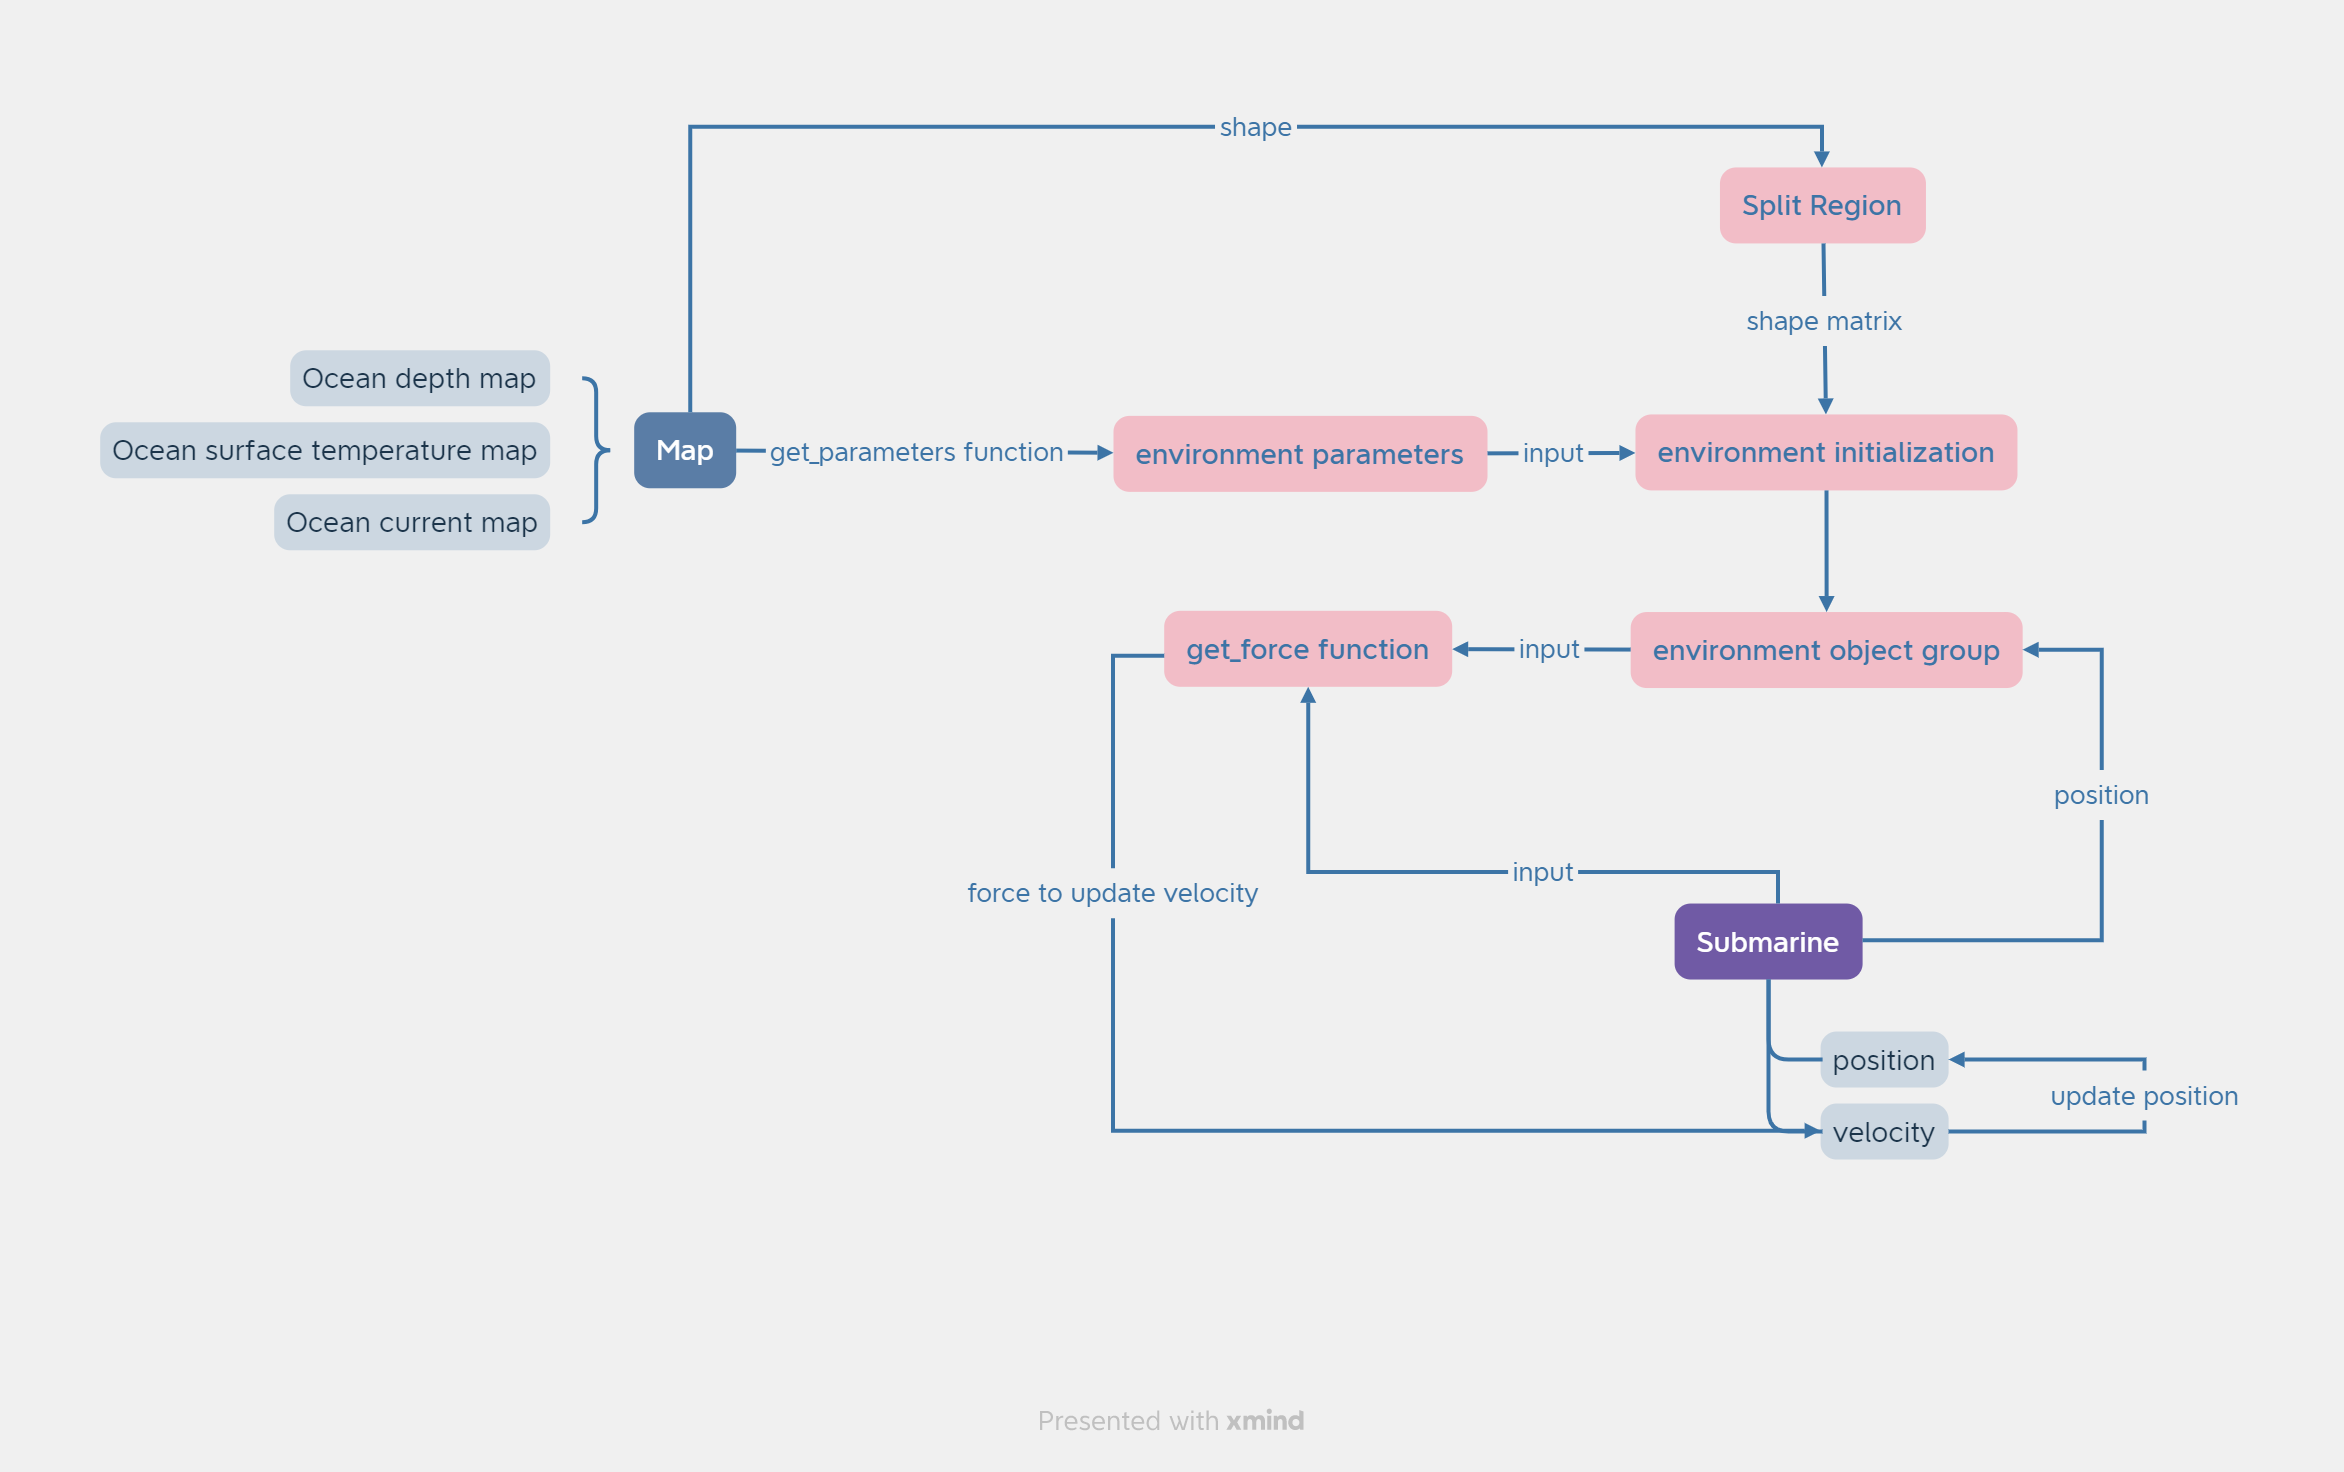 shape
Split Region
shape matrix
Ocean depth map
Ocean surface temperature map
Ocean current map
Map
get_parameters function
environment parameters
input
environment initialization
get_force function
input
environment object group
position
input
force to update velocity
Submarine
position
update position
velocity
Presented with xmind